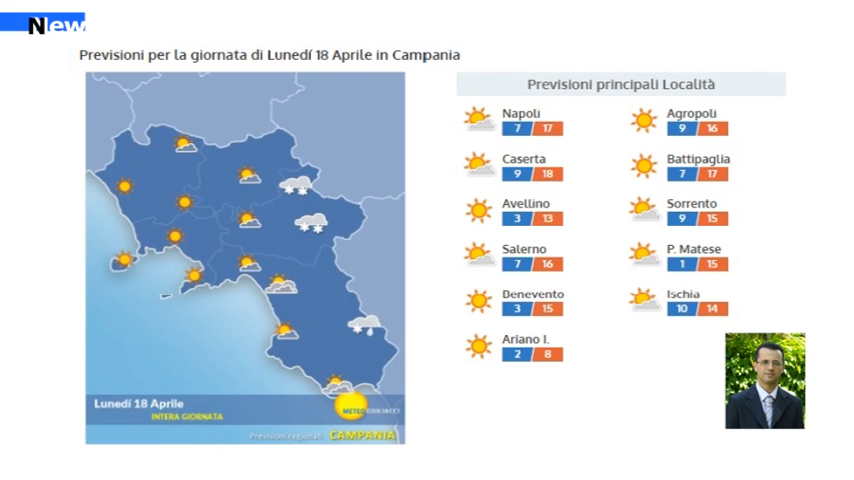 New
Previsioni per la giornata di Lunedí 18 Aprile in Campania
Previsioni principali Località
Napoli
7 17
Agropoli
9 16
Caserta
9 18
Battipaglia
7 17
Avellino
3 13
Sorrento
9 15
Salerno
7 16
P. Matese
1 15
Benevento
3 15
Ischia
10 14
Ariano I.
2 8
Lunedí 18 Aprile
INTERA GIORNATA
METEOGIULIACCI
Previsioni regionali CAMPANIA